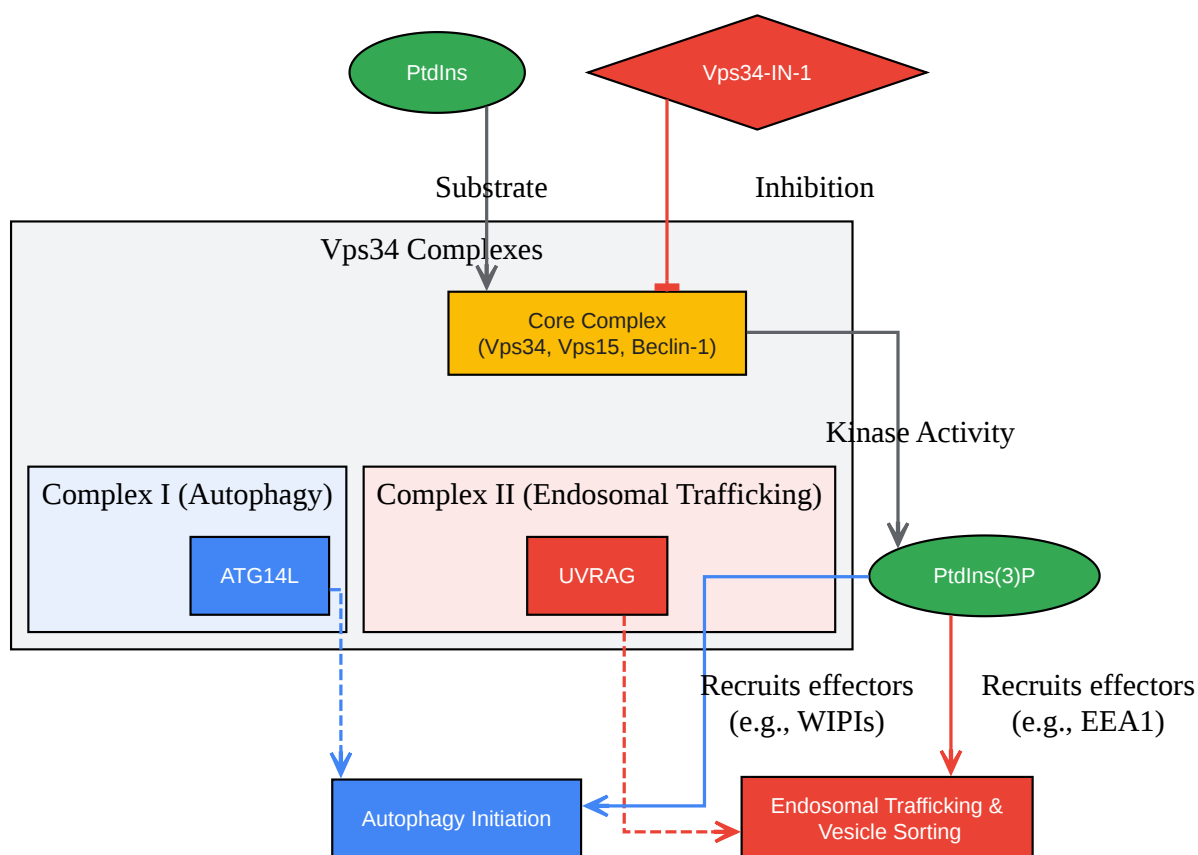 PtdIns
Vps34-IN-1
Substrate
Inhibition
Vps34 Complexes
Core Complex
(Vps34, Vps15, Beclin-1)
Kinase Activity
Complex I (Autophagy)
Complex II (Endosomal Trafficking)
ATG14L
UVRAG
PtdIns(3)P
Recruits effectors
(e.g., WIPIs)
Recruits effectors
(e.g., EEA1)
Autophagy Initiation
Endosomal Trafficking &
Vesicle Sorting